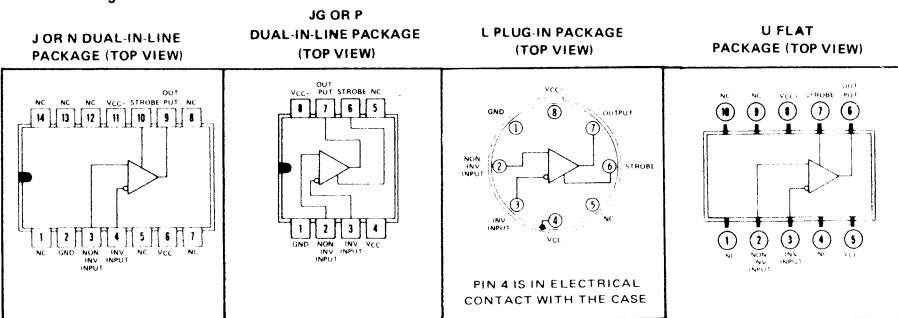 J OR N DUAL-IN-LINE
PACKAGE (TOP VIEW)
NC NC NC VCC+ STROBE OUT PUT NC
14 13 12 11 10 9 8
1 2 3 4 5 6 7
NC GND NON INV INPUT INV INPUT NC VCC- NC
JG OR P
DUAL-IN-LINE PACKAGE
(TOP VIEW)
VCC+ OUT PUT STROBE NC
8 7 6 5
1 2 3 4
GND NON INV INPUT INV INPUT VCC
L PLUG-IN PACKAGE
(TOP VIEW)
VCC+
8
GND 1 7 OUTPUT
NON INV INPUT 2 6 STROBE
INV INPUT 3 5 NC
4
VCC
PIN 4 IS IN ELECTRICAL
CONTACT WITH THE CASE
U FLAT
PACKAGE (TOP VIEW)
NC NC VCC+ STROBE OUT PUT
10 9 8 7 6
1 2 3 4 5
NC NON INV INPUT INV INPUT NC VCC